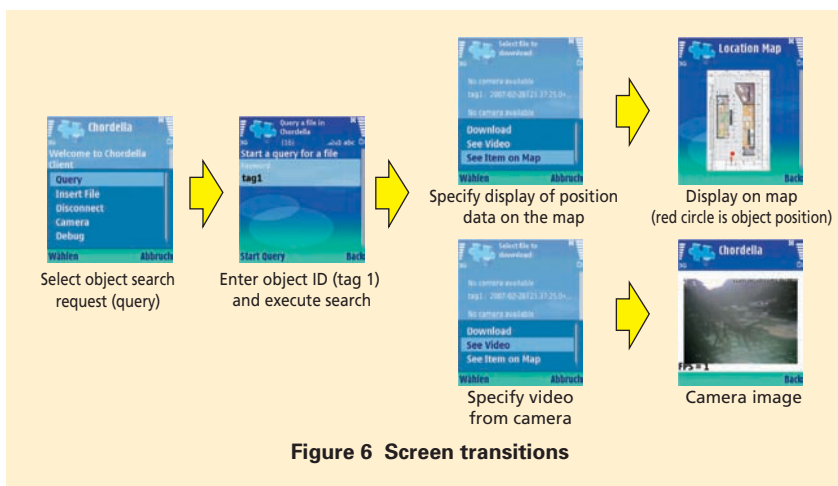 Chordella
Welcome to Chordella
Client
Query
Insert File
Disconnect
Camera
Debug
Wählen Abbruch
Select object search
request (query)
Query a file in
Chordella
Start a query for a file
Keyword
tag1
Start Query Back
Enter object ID (tag 1)
and execute search
Select file to
download
No camera available
No camera available
Download
See Video
See Item on Map
Wählen Abbruch
Specify display of position
data on the map
Location Map
Back
Display on map
(red circle is object position)
Select file to
download
No camera available
No camera available
Download
See Video
See Item on Map
Wählen Abbruch
Specify video
from camera
Chordella
FPS = 1
Back
Camera image
Figure 6 Screen transitions